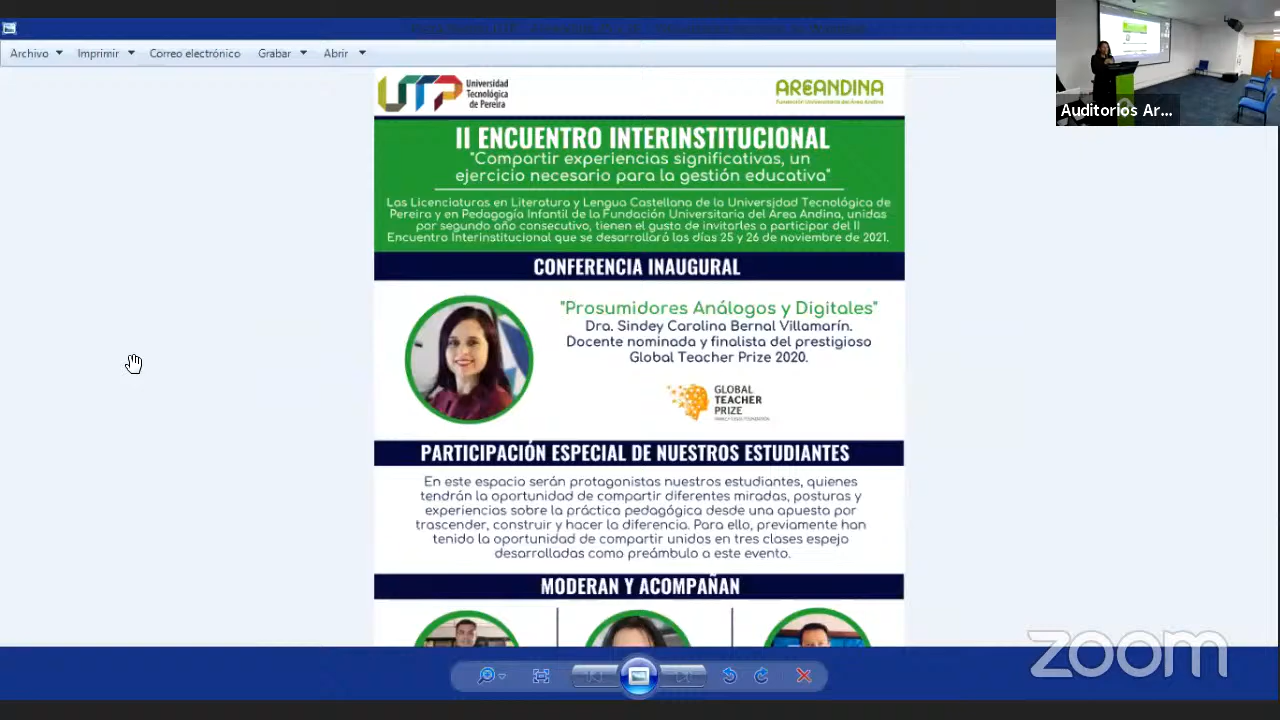 Archivo
Imprimir
Correo electrónico
Grabar
Abrir
Auditorios Ar...
UTP
Universidad
Tecnológica
de Pereira
AREANDINA
Fundación Universitaria del Área Andina
II ENCUENTRO INTERINSTITUCIONAL
"Compartir experiencias significativas, un
ejercicio necesario para la gestión educativa"
Las Licenciaturas en Literatura y Lengua Castellana de la Universidad Tecnológica de
Pereira y en Pedagogía Infantil de la Fundación Universitaria del Área Andina, unidas
por segundo año consecutivo, tienen el gusto de invitarles a participar del II
Encuentro Interinstitucional que se desarrollará los días 25 y 26 de noviembre de 2021.
CONFERENCIA INAUGURAL
"Prosumidores Análogos y Digitales"
Dra. Sindey Carolina Bernal Villamarín.
Docente nominada y finalista del prestigioso
Global Teacher Prize 2020.
GLOBAL
TEACHER
PRIZE
PARTICIPACIÓN ESPECIAL DE NUESTROS ESTUDIANTES
En este espacio serán protagonistas nuestros estudiantes, quienes
tendrán la oportunidad de compartir diferentes miradas, posturas y
experiencias sobre la práctica pedagógica desde una apuesta por
trascender, construir y hacer la diferencia. Para ello, previamente han
tenido la oportunidad de compartir unidos en tres clases espejo
desarrolladas como preámbulo a este evento.
MODERAN Y ACOMPAÑAN
zoom